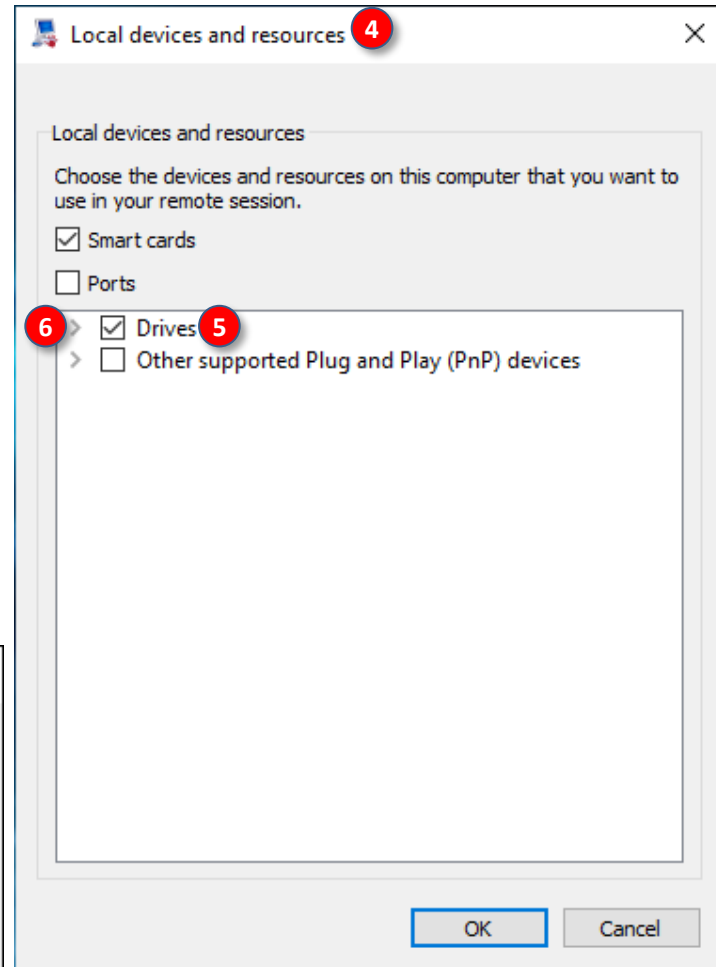 Local devices and resources 4
Local devices and resources
Choose the devices and resources on this computer that you want to
use in your remote session.
Smart cards
Ports
6 Drives 5
Other supported Plug and Play (PnP) devices
OK Cancel